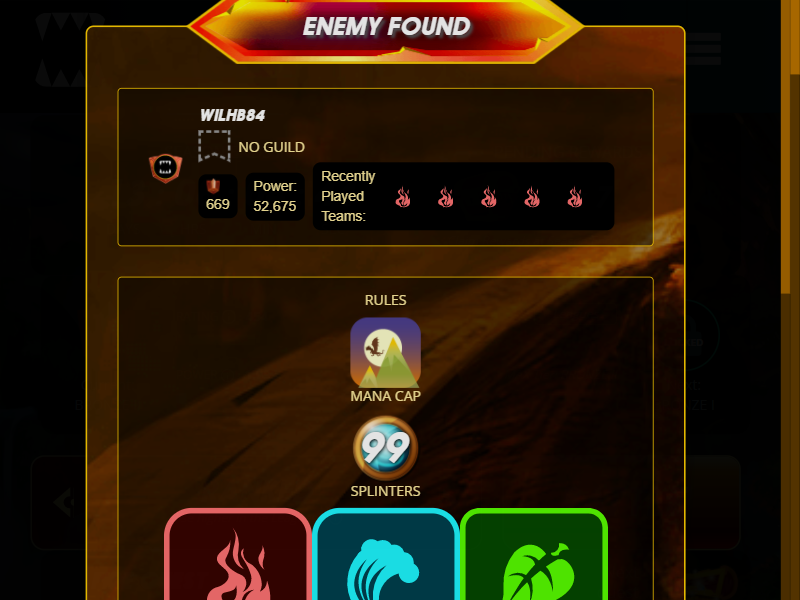 ENEMY FOUND
WILHB84
NO GUILD
669
Power:
52,675
Recently
Played
Teams:
RULES
MANA CAP
99
SPLINTERS